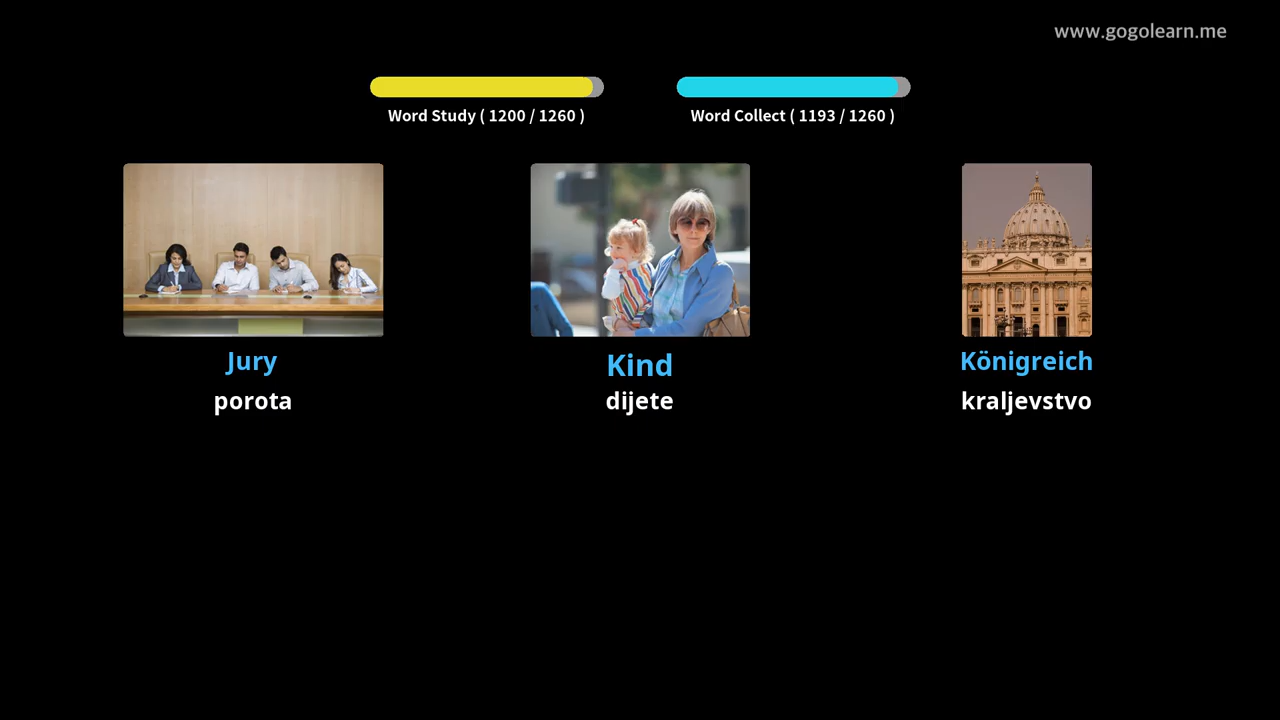 www.gogolearn.me
Word Study ( 1200 / 1260 )
Word Collect ( 1193 / 1260 )
Jury
porota
Kind
dijete
Königreich
kraljevstvo